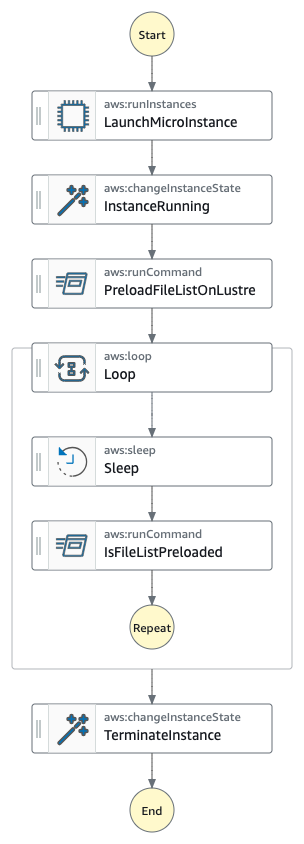 Start
aws:runInstances
LaunchMicroInstance
aws:changeInstanceState
InstanceRunning
aws:runCommand
PreloadFileListOnLustre
aws:loop
Loop
aws:sleep
Sleep
aws:runCommand
IsFileListPreloaded
Repeat
aws:changeInstanceState
TerminateInstance
End